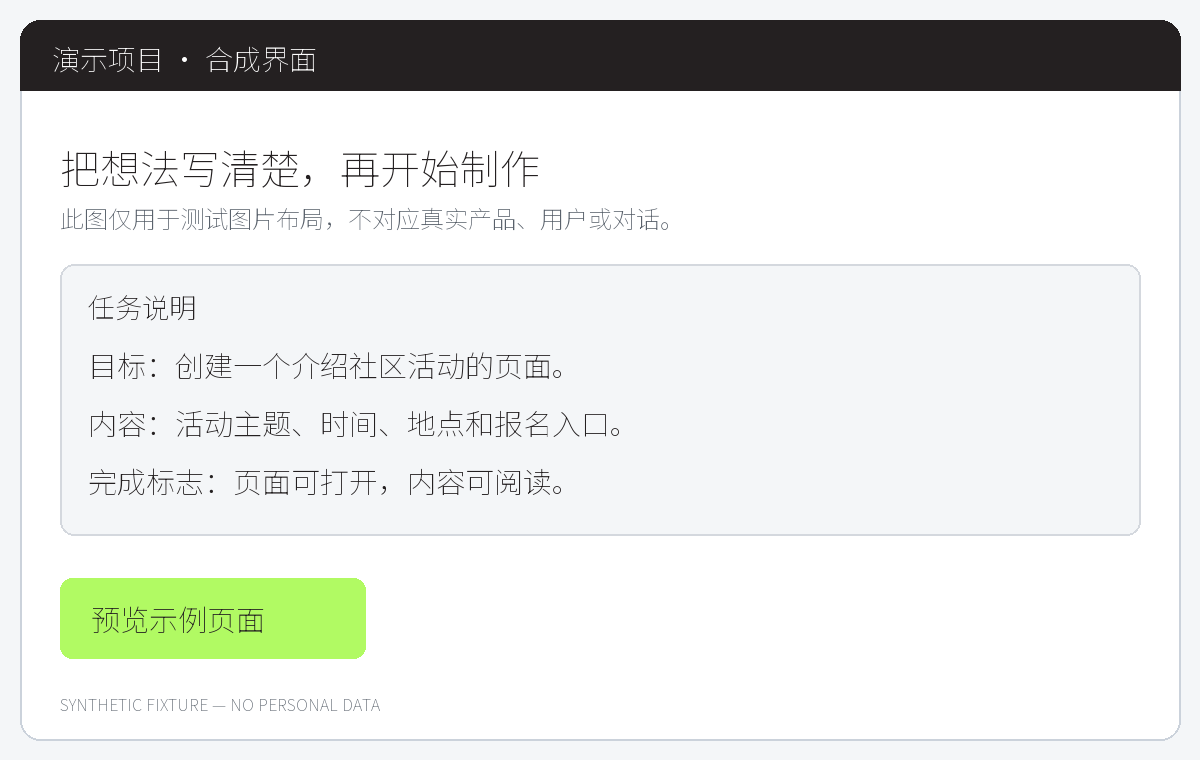 演示项目 · 合成界面
把想法写清楚，再开始制作
此图仅用于测试图片布局，不对应真实产品、用户或对话。
任务说明
目标：创建一个介绍社区活动的页面。
内容：活动主题、时间、地点和报名入口。
完成标志：页面可打开，内容可阅读。
预览示例页面
SYNTHETIC FIXTURE — NO PERSONAL DATA